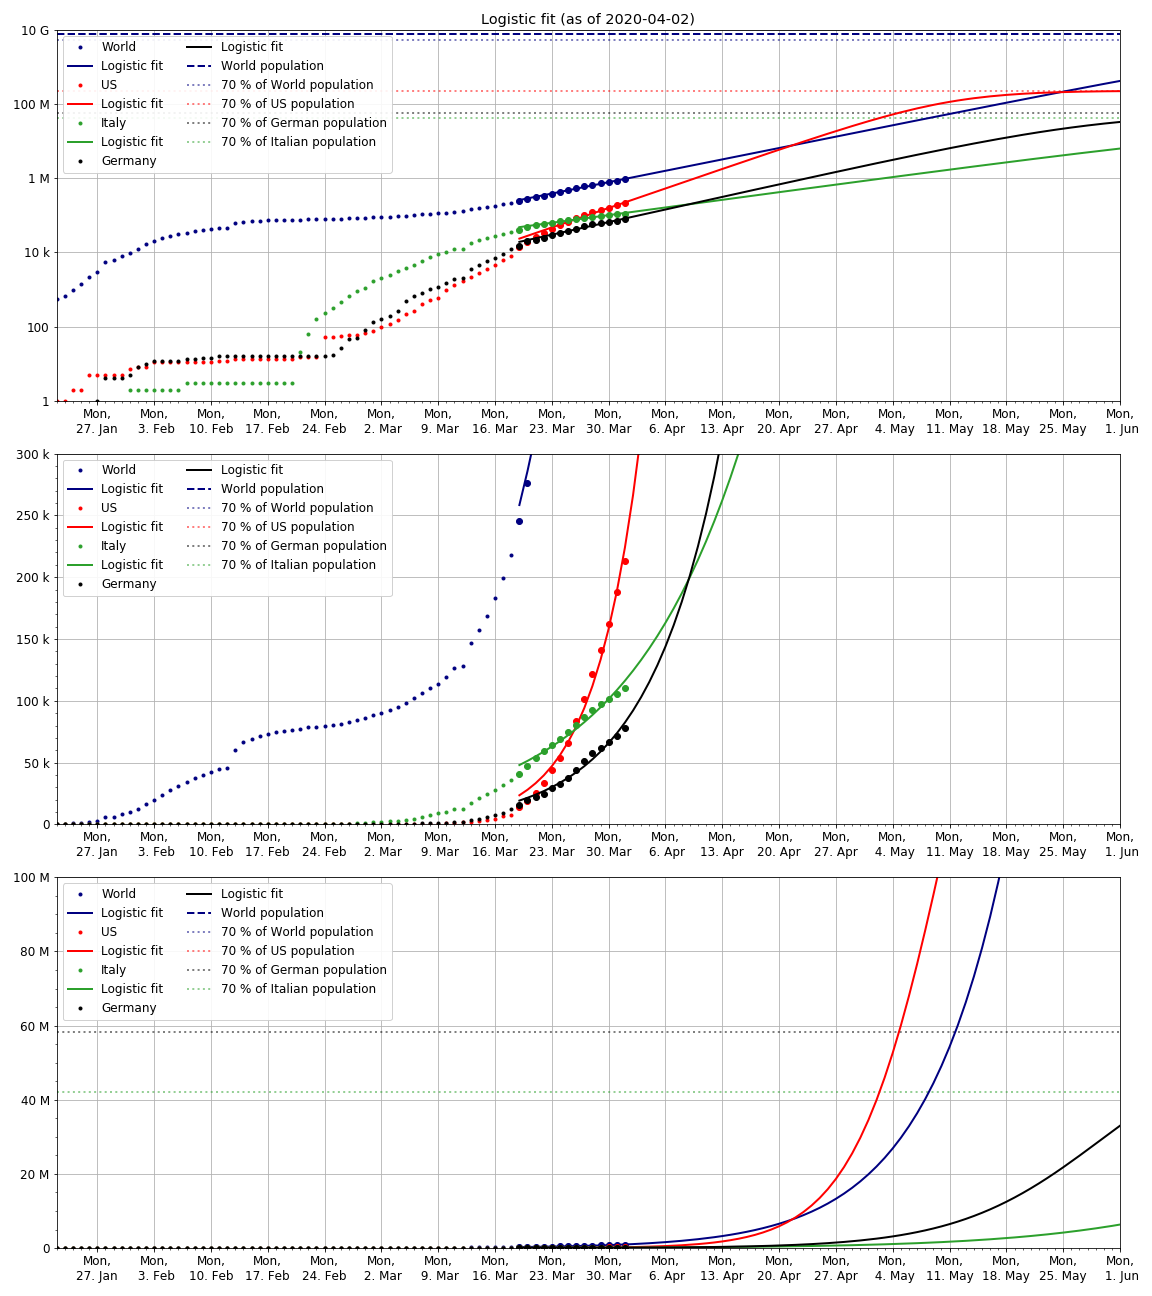 Logistic fit (as of 2020-04-02)
10 G
100 M
1 M
10 k
100
1
World
Logistic fit
US
Logistic fit
Italy
Logistic fit
Germany
Logistic fit
World population
70 % of World population
70 % of US population
70 % of German population
70 % of Italian population
Mon, Mon, Mon, Mon, Mon, Mon, Mon, Mon, Mon, Mon, Mon, Mon, Mon, Mon, Mon, Mon, Mon, Mon, Mon,
27. Jan 3. Feb 10. Feb 17. Feb 24. Feb 2. Mar 9. Mar 16. Mar 23. Mar 30. Mar 6. Apr 13. Apr 20. Apr 27. Apr 4. May 11. May 18. May 25. May 1. Jun
300 k
250 k
200 k
150 k
100 k
50 k
0
World
Logistic fit
US
Logistic fit
Italy
Logistic fit
Germany
Logistic fit
World population
70 % of World population
70 % of US population
70 % of German population
70 % of Italian population
Mon, Mon, Mon, Mon, Mon, Mon, Mon, Mon, Mon, Mon, Mon, Mon, Mon, Mon, Mon, Mon, Mon, Mon, Mon,
27. Jan 3. Feb 10. Feb 17. Feb 24. Feb 2. Mar 9. Mar 16. Mar 23. Mar 30. Mar 6. Apr 13. Apr 20. Apr 27. Apr 4. May 11. May 18. May 25. May 1. Jun
100 M
80 M
60 M
40 M
20 M
0
World
Logistic fit
US
Logistic fit
Italy
Logistic fit
Germany
Logistic fit
World population
70 % of World population
70 % of US population
70 % of German population
70 % of Italian population
Mon, Mon, Mon, Mon, Mon, Mon, Mon, Mon, Mon, Mon, Mon, Mon, Mon, Mon, Mon, Mon, Mon, Mon, Mon,
27. Jan 3. Feb 10. Feb 17. Feb 24. Feb 2. Mar 9. Mar 16. Mar 23. Mar 30. Mar 6. Apr 13. Apr 20. Apr 27. Apr 4. May 11. May 18. May 25. May 1. Jun